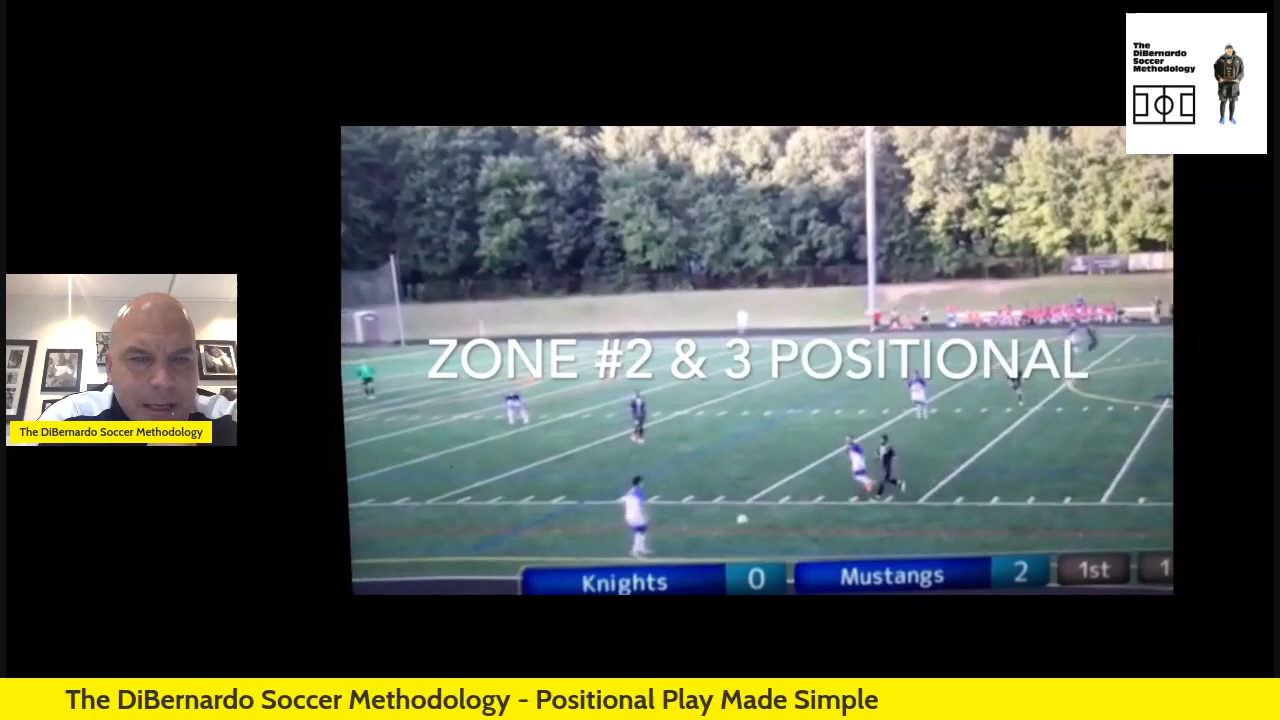 The
DiBernardo
Soccer
Methodology
ZONE #2 & 3 POSITIONAL
The DiBernardo Soccer Methodology
Knights 0 Mustangs 2 1st 1
The DiBernardo Soccer Methodology - Positional Play Made Simple